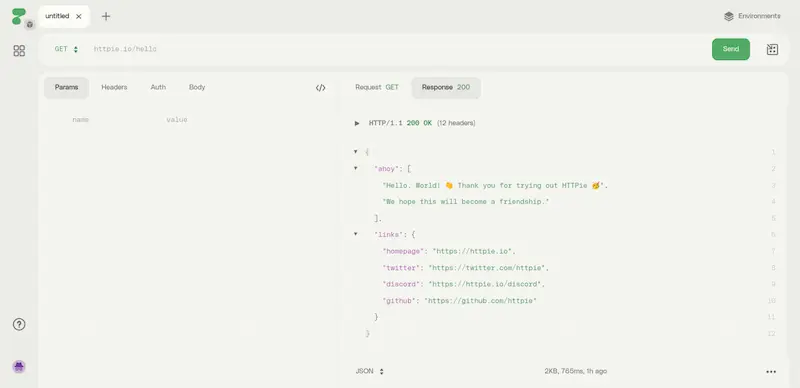 untitled
Environments
GET httpie.io/hello
Send
Params Headers Auth Body
name value
Request GET Response 200
HTTP/1.1 200 OK (12 headers)
{ 1
"ahoy": [ 2
"Hello, World! 👋 Thank you for trying out HTTPie 🥳", 3
"We hope this will become a friendship." 4
], 5
"links": { 6
"homepage": "https://httpie.io", 7
"twitter": "https://twitter.com/httpie", 8
"discord": "https://httpie.io/discord", 9
"github": "https://github.com/httpie" 10
} 11
} 12
JSON 2KB, 765ms, 1h ago